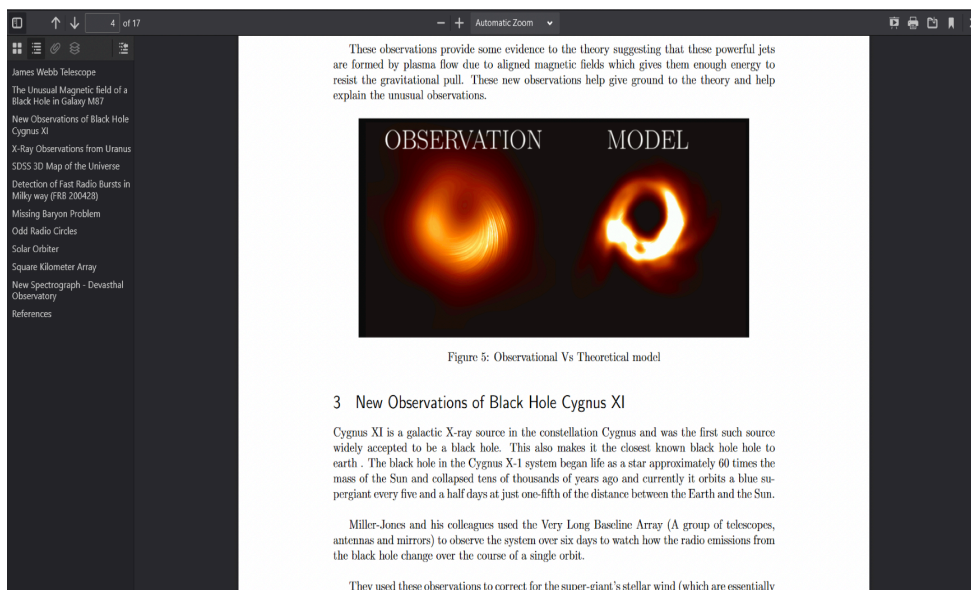 4 of 17
Automatic Zoom
James Webb Telescope
The Unusual Magnetic field of a
Black Hole in Galaxy M87
New Observations of Black Hole
Cygnus XI
X-Ray Observations from Uranus
SDSS 3D Map of the Universe
Detection of Fast Radio Bursts in
Milky way (FRB 200428)
Missing Baryon Problem
Odd Radio Circles
Solar Orbiter
Square Kilometer Array
New Spectrograph - Devasthal
Observatory
References
These observations provide some evidence to the theory suggesting that these powerful jets
are formed by plasma flow due to aligned magnetic fields which gives them enough energy to
resist the gravitational pull. These new observations help give ground to the theory and help
explain the unusual observations.
OBSERVATION MODEL
Figure 5: Observational Vs Theoretical model
3 New Observations of Black Hole Cygnus XI
Cygnus XI is a galactic X-ray source in the constellation Cygnus and was the first such source
widely accepted to be a black hole. This also makes it the closest known black hole hole to
earth . The black hole in the Cygnus X-1 system began life as a star approximately 60 times the
mass of the Sun and collapsed tens of thousands of years ago and currently it orbits a blue su-
pergiant every five and a half days at just one-fifth of the distance between the Earth and the Sun.
Miller-Jones and his colleagues used the Very Long Baseline Array (A group of telescopes,
antennas and mirrors) to observe the system over six days to watch how the radio emissions from
the black hole change over the course of a single orbit.
They used these observations to correct for the super-giant's stellar wind (which are essentially